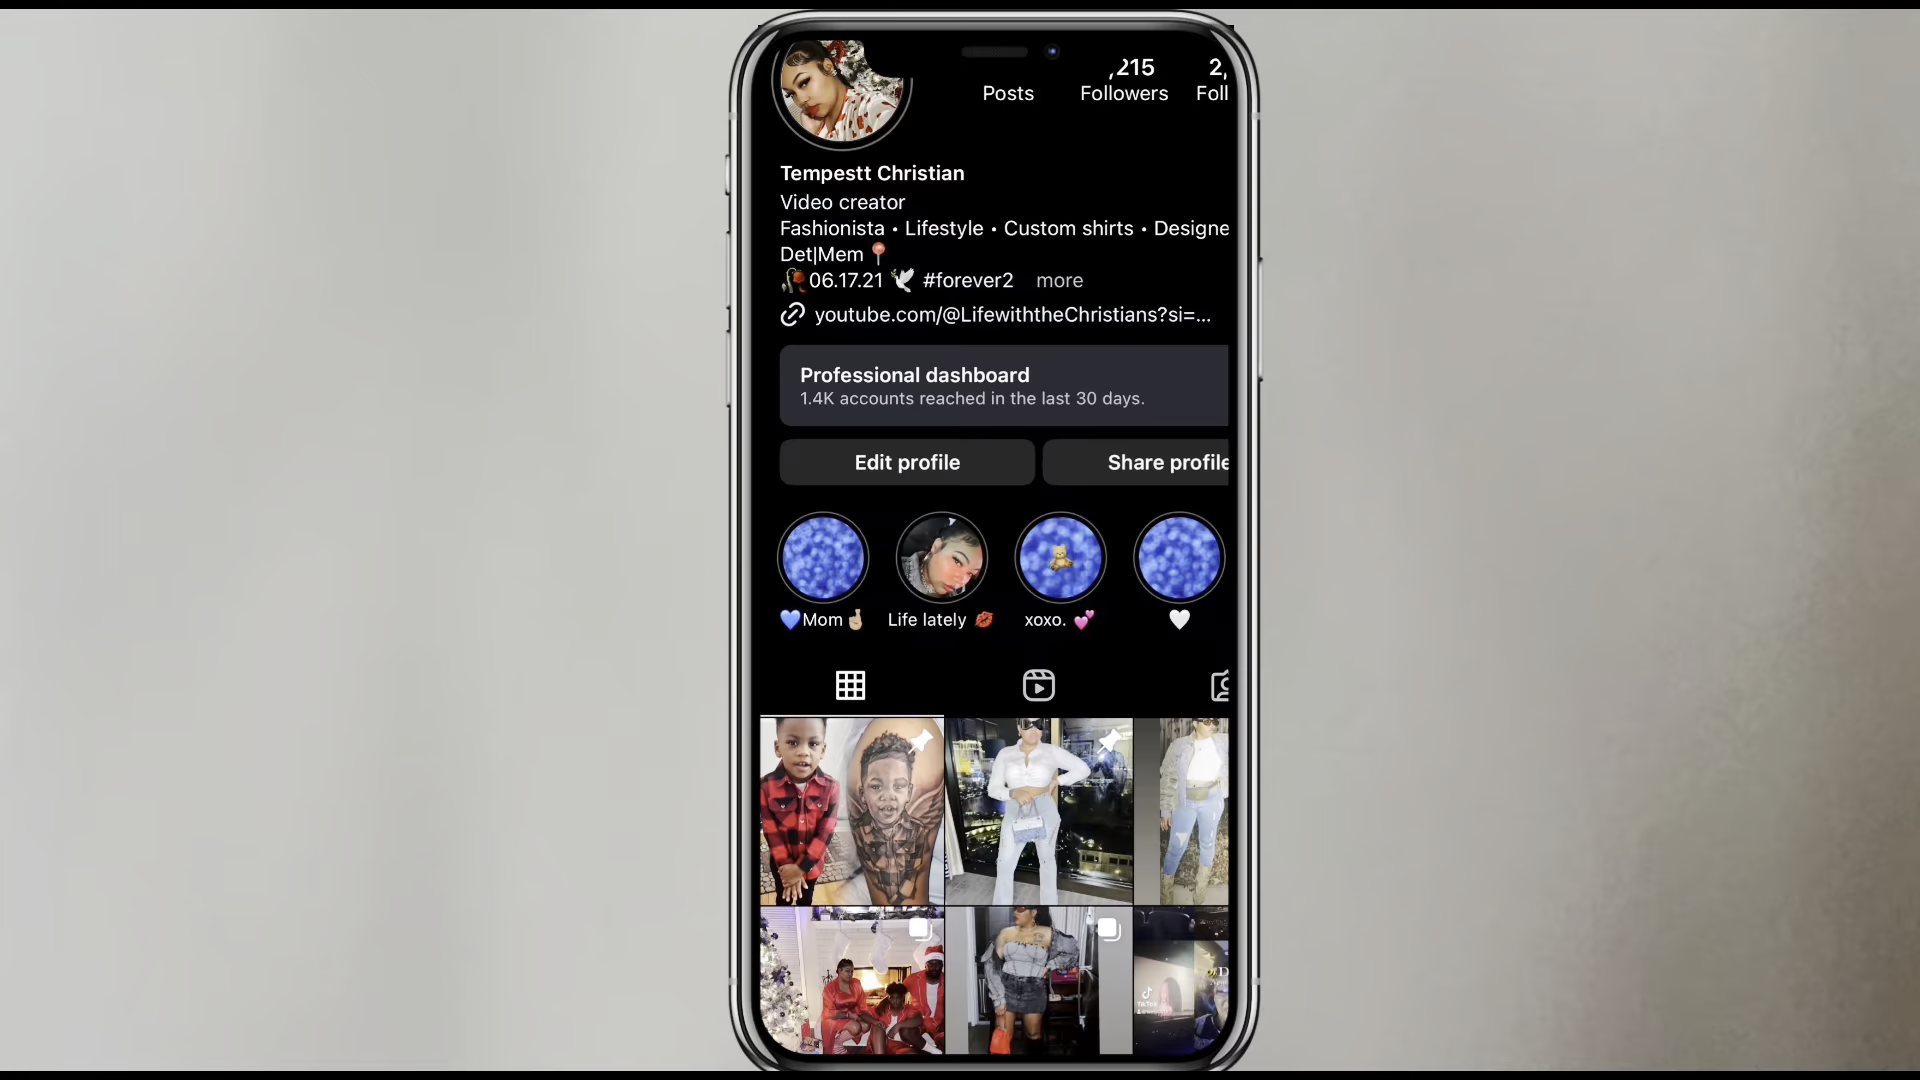 ,215 2,
Posts Followers Foll
Tempestt Christian
Video creator
Fashionista • Lifestyle • Custom shirts • Designe
Det|Mem📍
🥀06.17.21 🕊️ #forever2 more
youtube.com/@LifewiththeChristians?si=...
Professional dashboard
1.4K accounts reached in the last 30 days.
Edit profile Share profile
💙Mom🤞🏼 Life lately 💋 xoxo. 💕 🤍
TikTok